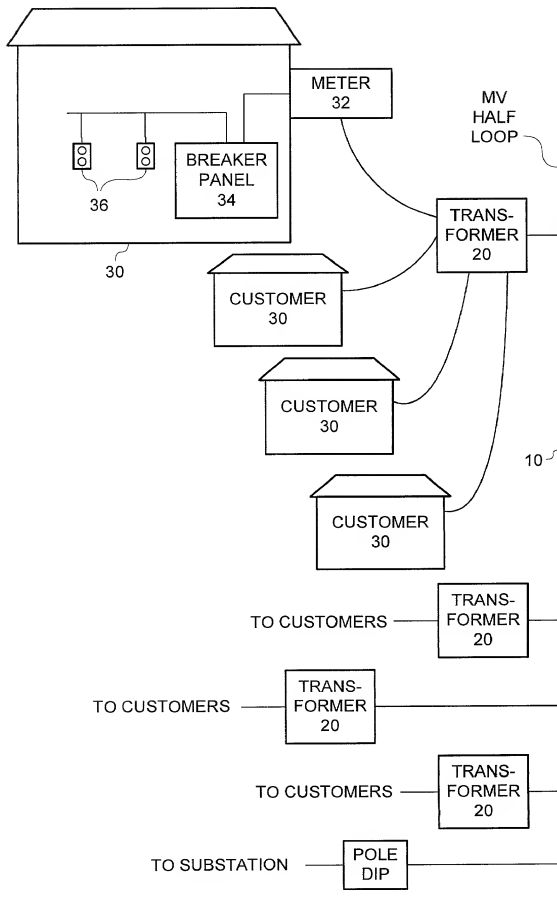 METER
32
MV
HALF
LOOP
BREAKER
PANEL
34
36
30
TRANS-
FORMER
20
CUSTOMER
30
CUSTOMER
30
10
CUSTOMER
30
TO CUSTOMERS
TRANS-
FORMER
20
TO CUSTOMERS
TRANS-
FORMER
20
TO CUSTOMERS
TRANS-
FORMER
20
TO SUBSTATION
POLE
DIP